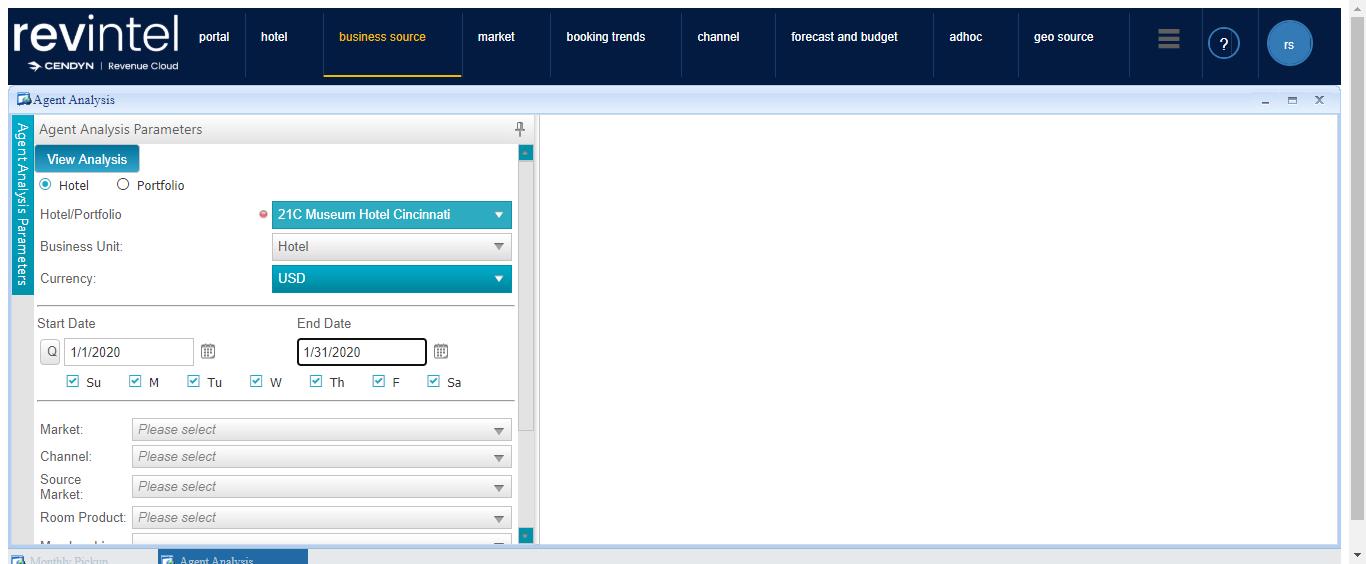 revintel
CENDYN | Revenue Cloud
portal
hotel
business source
market
booking trends
channel
forecast and budget
adhoc
geo source
?
rs
Agent Analysis
Agent Analysis Parameters
Agent Analysis Parameters
View Analysis
Hotel
Portfolio
Hotel/Portfolio
21C Museum Hotel Cincinnati
Business Unit:
Hotel
Currency:
USD
Start Date
End Date
Q
1/1/2020
1/31/2020
Su
M
Tu
W
Th
F
Sa
Market:
Please select
Channel:
Please select
Source
Market:
Please select
Room Product:
Please select
Monthly Pickup
Agent Analysis